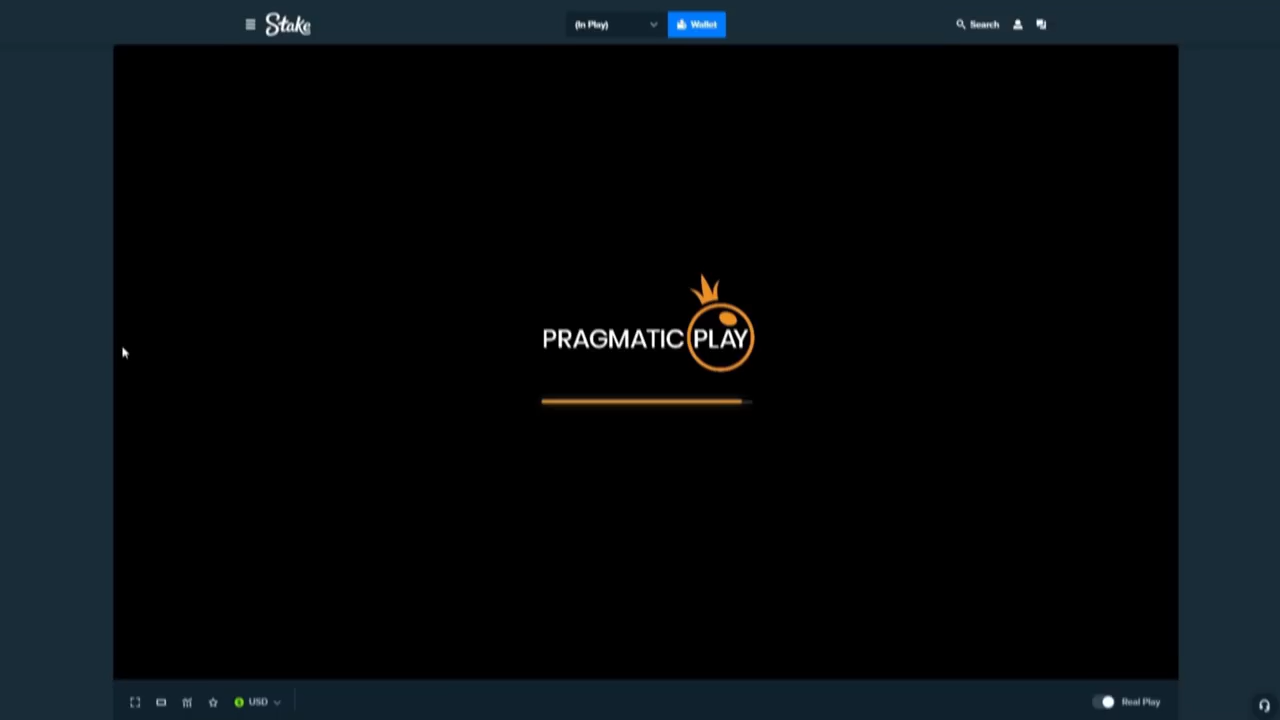 Stake
(In Play)
Wallet
Search
PRAGMATIC PLAY
USD
Real Play